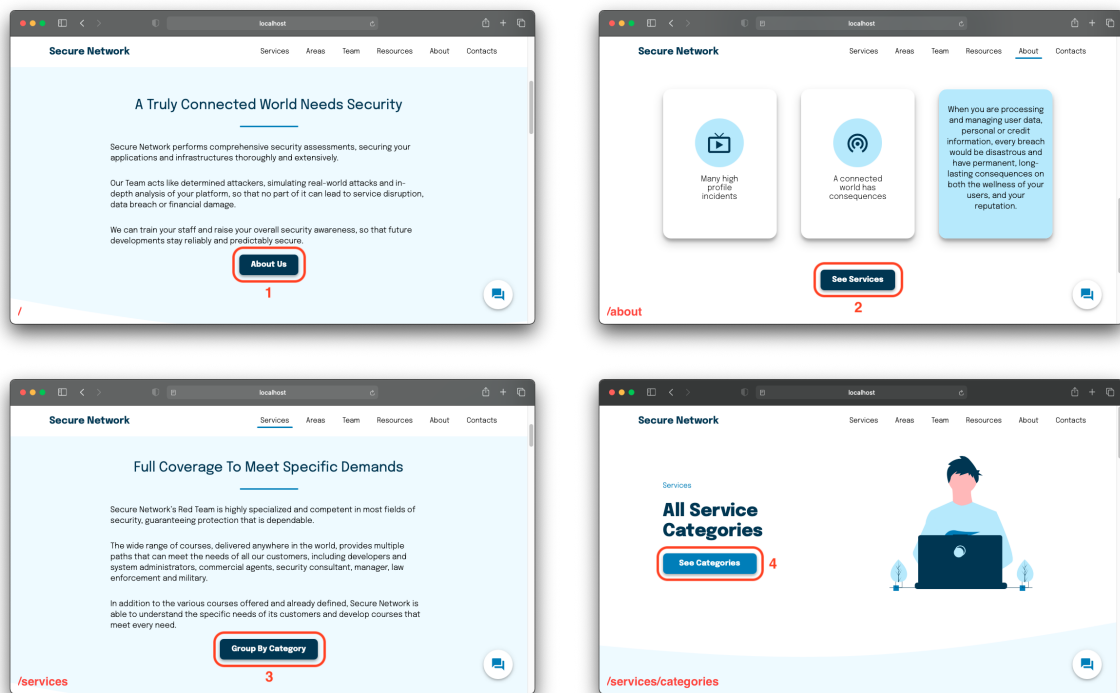 localhost
Secure Network
Services Areas Team Resources About Contacts
A Truly Connected World Needs Security
Secure Network performs comprehensive security assessments, securing your
applications and infrastructures thoroughly and extensively.
Our Team acts like determined attackers, simulating real-world attacks and in-
depth analysis of your platform, so that no part of it can lead to service disruption,
data breach or financial damage.
We can train your staff and raise your overall security awareness, so that future
developments stay reliably and predictably secure.
About Us
1
/
localhost
Secure Network
Services Areas Team Resources About Contacts
Many high
profile
incidents
A connected
world has
consequences
When you are processing
and managing user data,
personal or credit
information, every breach
would be disastrous and
have permanent, long-
lasting consequences on
both the wellness of your
users, and your
reputation.
See Services
2
/about
localhost
Secure Network
Services Areas Team Resources About Contacts
Full Coverage To Meet Specific Demands
Secure Network's Red Team is highly specialized and competent in most fields of
security, guaranteeing protection that is dependable.
The wide range of courses, delivered anywhere in the world, provides multiple
paths that can meet the needs of all our customers, including developers and
system administrators, commercial agents, security consultant, manager, law
enforcement and military.
In addition to the various courses offered and already defined, Secure Network is
able to understand the specific needs of its customers and develop courses that
meet every need.
Group By Category
3
/services
localhost
Secure Network
Services Areas Team Resources About Contacts
Services
All Service
Categories
See Categories
4
/services/categories